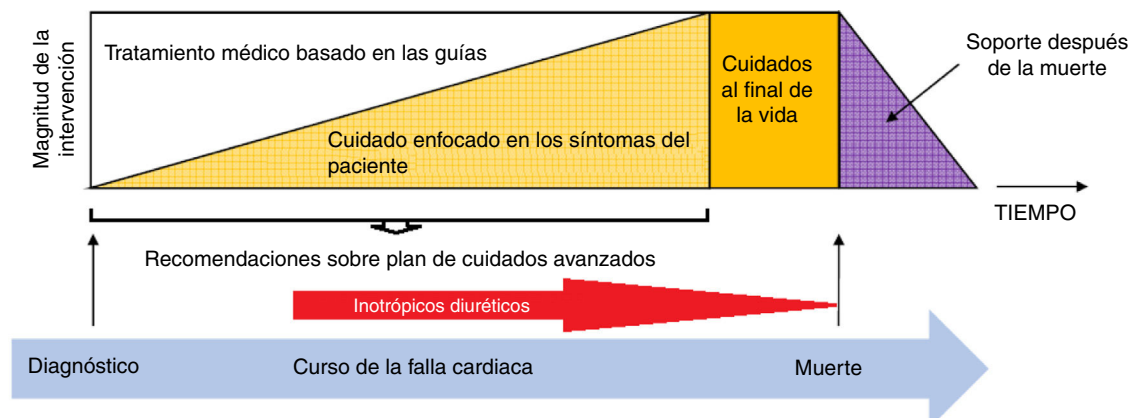 Magnitud de la
intervención
Tratamiento médico basado en las guías
Cuidado enfocado en los síntomas del
paciente
Cuidados
al final de
la vida
Soporte después
de la muerte
TIEMPO
Recomendaciones sobre plan de cuidados avanzados
Inotrópicos diuréticos
Diagnóstico
Curso de la falla cardiaca
Muerte